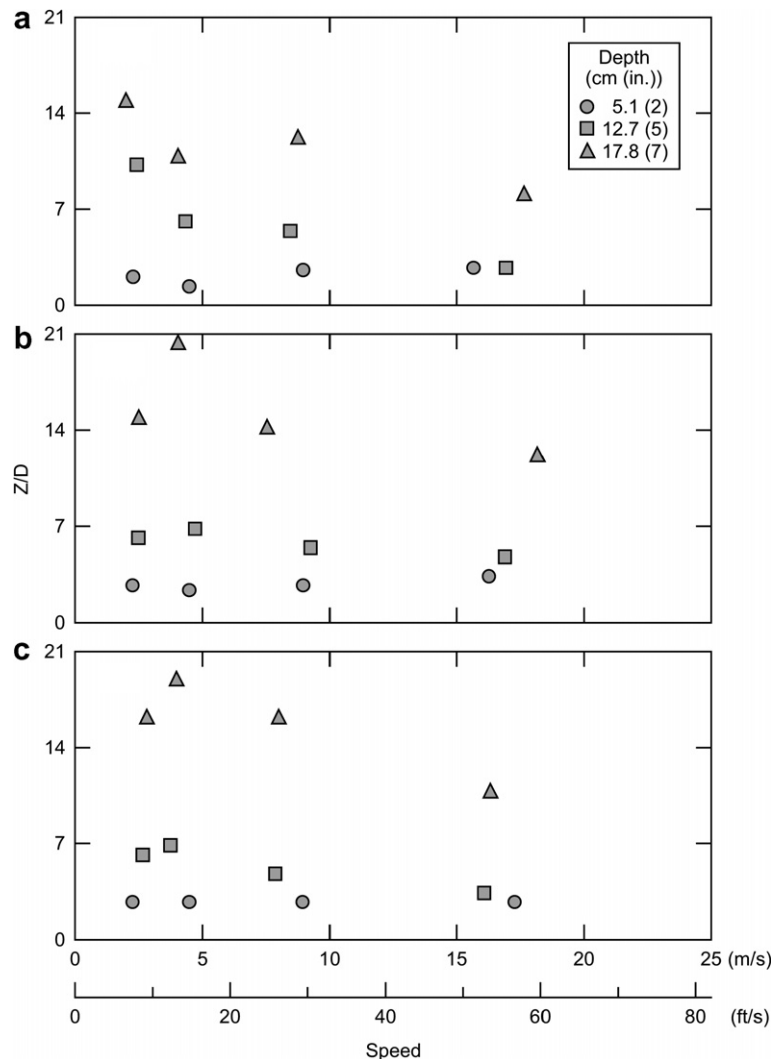 a
21
14
7
0
Depth
(cm (in.))
5.1 (2)
12.7 (5)
17.8 (7)
b
21
14
7
0
Z/D
c
21
14
7
0
0 5 10 15 20 25 (m/s)
0 20 40 60 80 (ft/s)
Speed